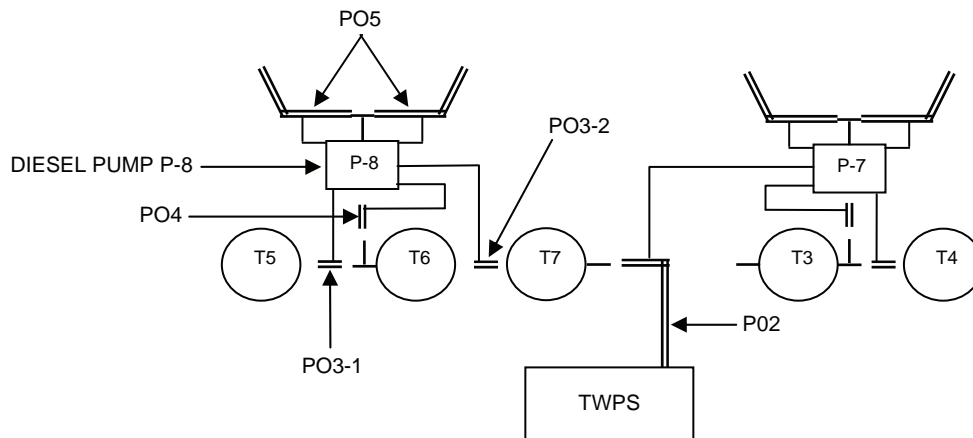 PO5
PO3-2
DIESEL PUMP P-8
P-8
P-7
PO4
T5
T6
T7
T3
T4
P02
PO3-1
TWPS